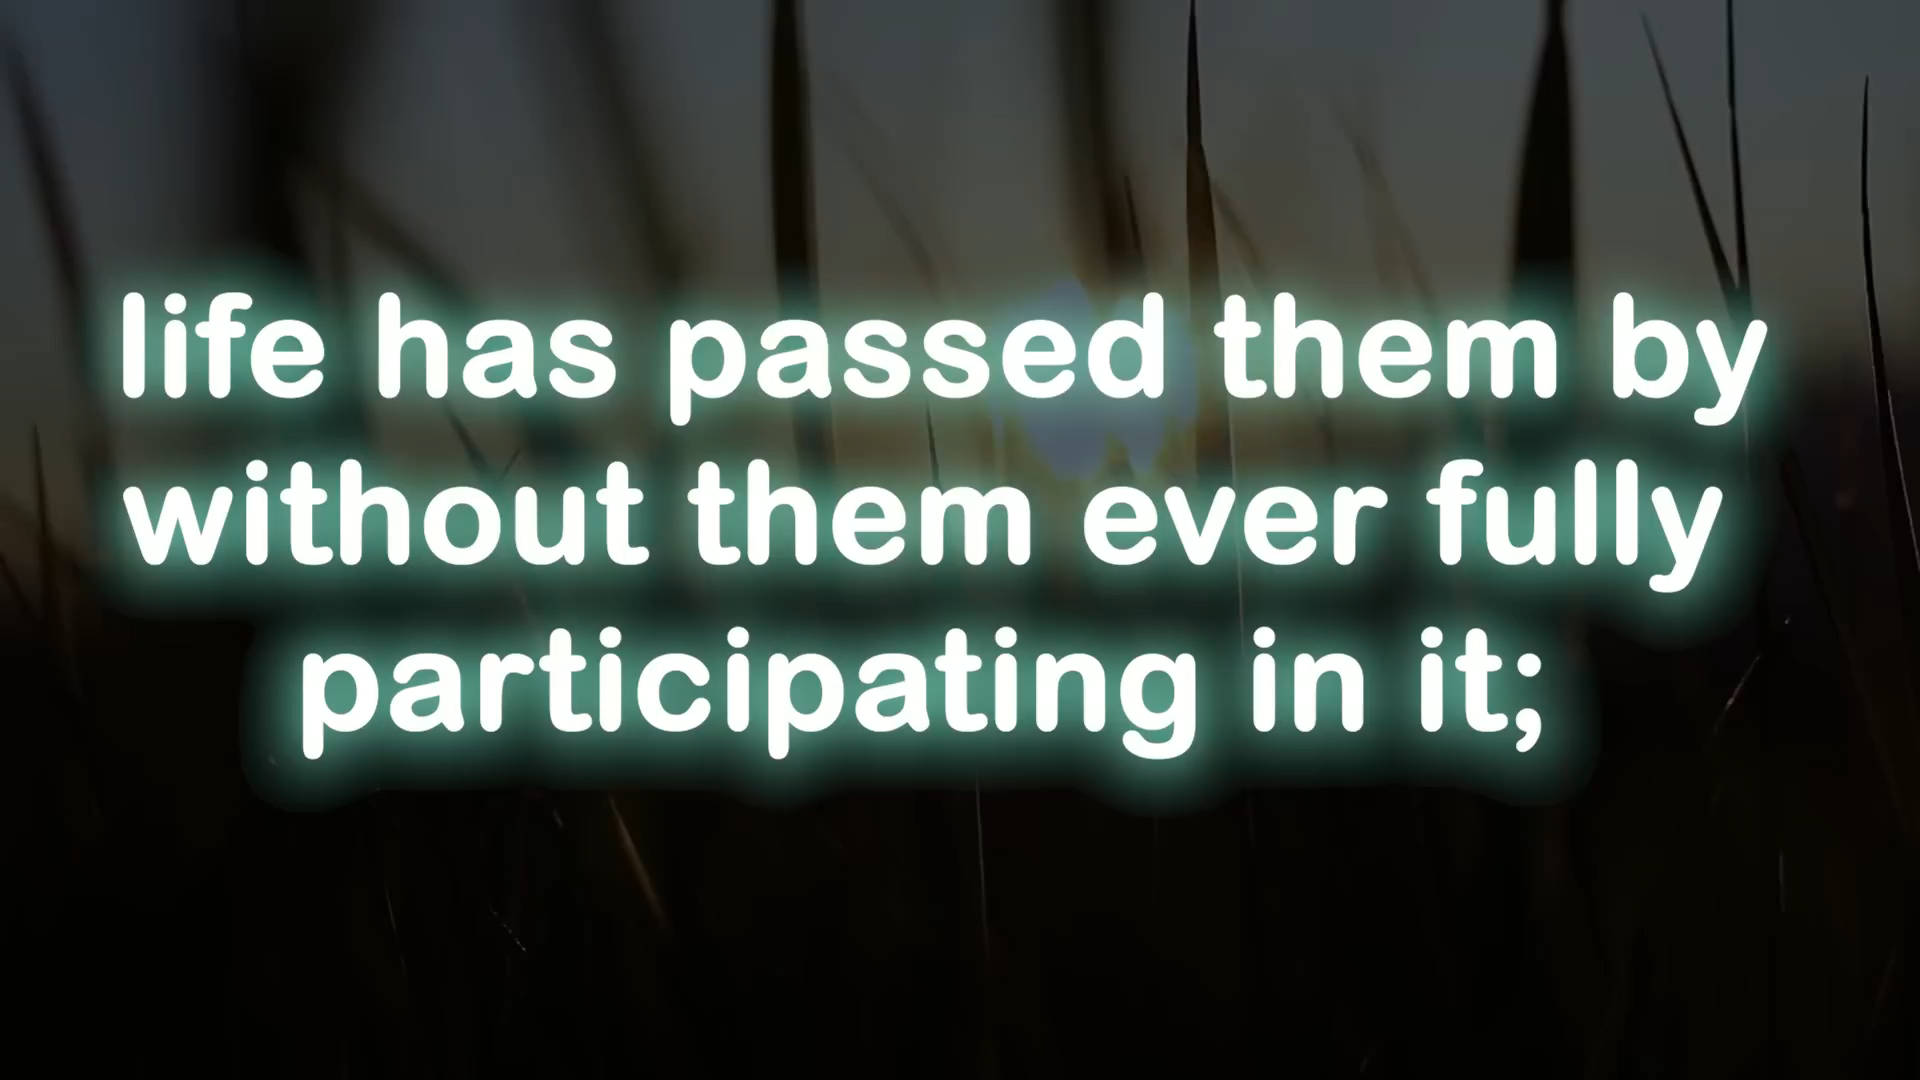 life has passed them by
without them ever fully
participating in it;